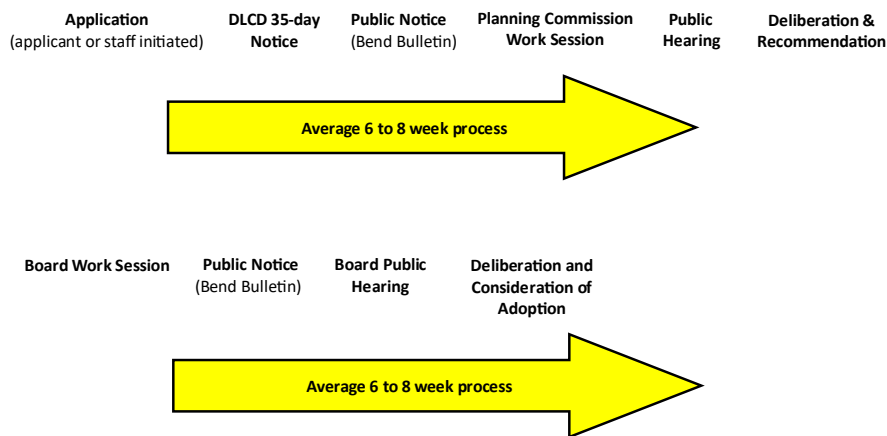 Application
(applicant or staff initiated)
DLCD 35-day
Notice
Public Notice
(Bend Bulletin)
Planning Commission
Work Session
Public
Hearing
Deliberation &
Recommendation
Average 6 to 8 week process
Board Work Session
Public Notice
(Bend Bulletin)
Board Public
Hearing
Deliberation and
Consideration of
Adoption
Average 6 to 8 week process